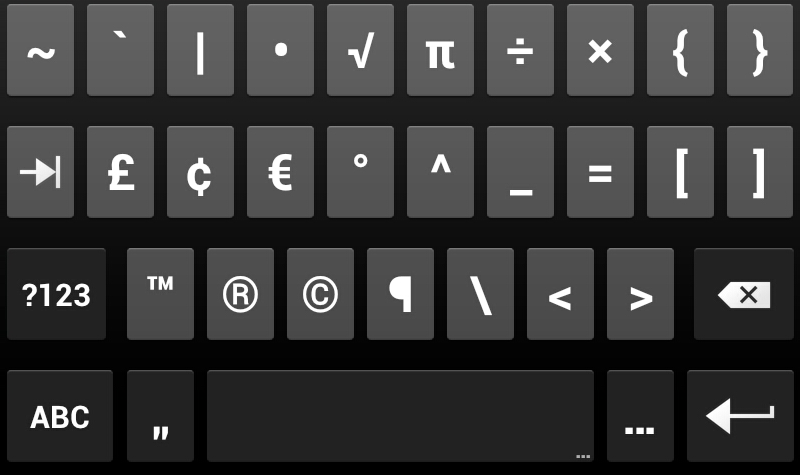 ~ ` | • √ π ÷ × { }
£ ¢ € ° ^ _ = [ ]
?123 ™ ® © ¶ \ < >
ABC „ ... …